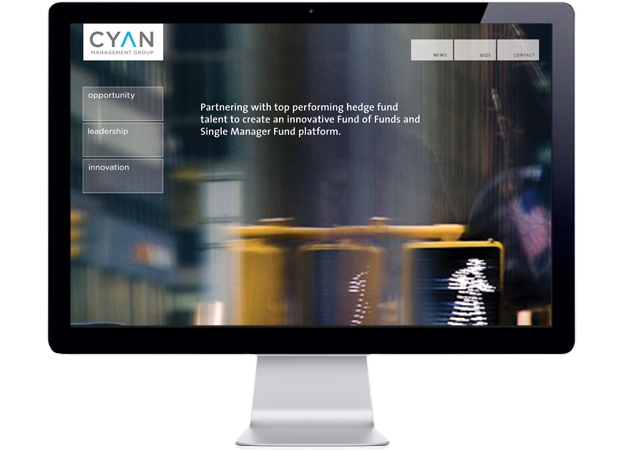 CYAN
MANAGEMENT GROUP
NEWS
BIOS
CONTACT
opportunity
leadership
innovation
Partnering with top performing hedge fund
talent to create an innovative Fund of Funds and
Single Manager Fund platform.